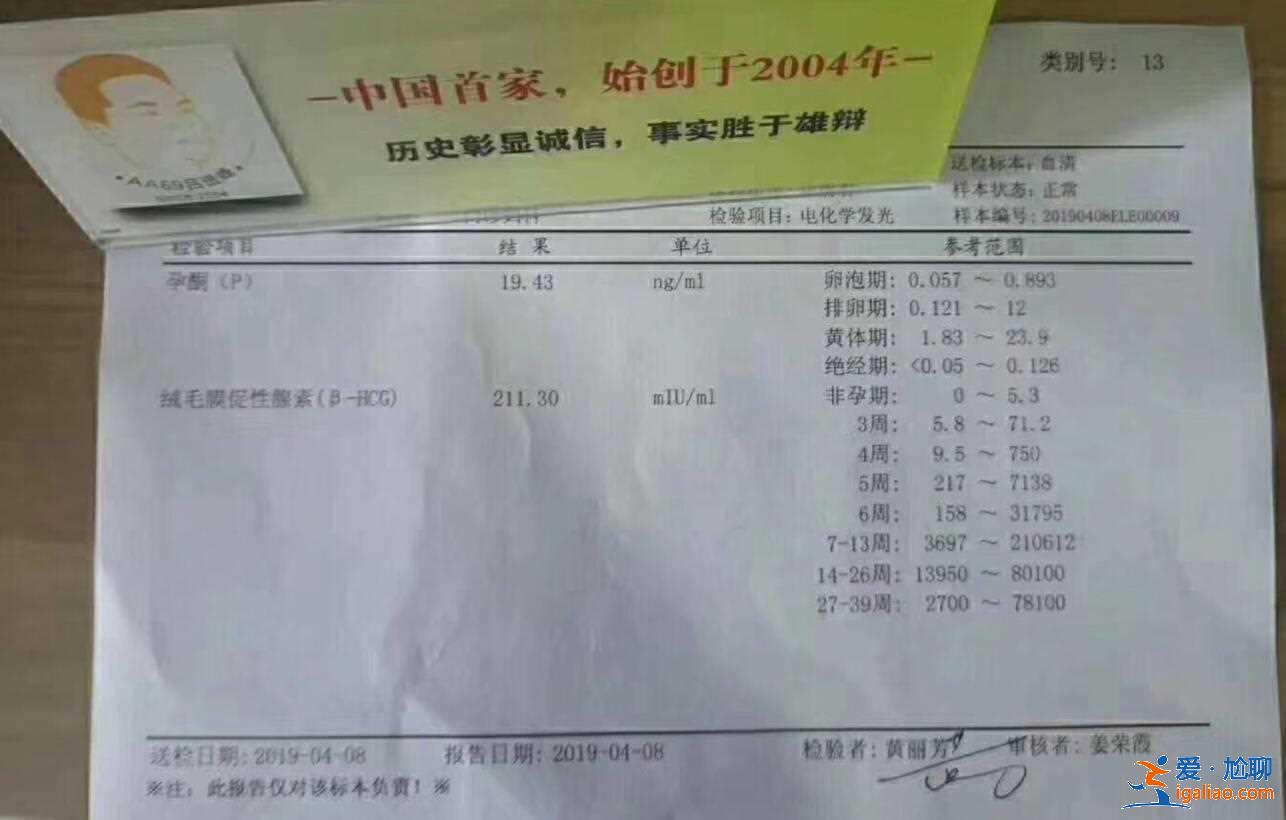 -中国首家，始创于2004年-
历史彰显诚信，事实胜于雄辩
类别号： 13
送检标本：血清
样本状态：正常
检验项目：电化学发光 样本编号：20190408ELE00009
检验项目 结 果 单位 参考范围
孕酮（P） 19.43 ng/ml 卵泡期：0.057 ～ 0.893
排卵期：0.121 ～ 12
黄体期： 1.83 ～ 23.9
绝经期：<0.05 ～ 0.126
绒毛膜促性腺素(β-HCG) 211.30 mIU/ml 非孕期： 0 ～ 5.3
3周： 5.8 ～ 71.2
4周： 9.5 ～ 750
5周： 217 ～ 7138
6周： 158 ～ 31795
7-13周： 3697 ～ 210612
14-26周：13950 ～ 80100
27-39周： 2700 ～ 78100
送检日期：2019-04-08 报告日期：2019-04-08 检验者：黄丽芳 审核者：姜荣霞
※注：此报告仅对该标本负责！※
爱·尬聊
igaliao.com